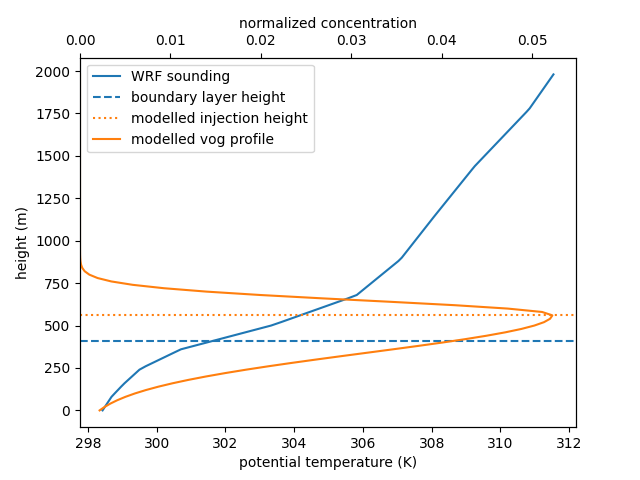 normalized concentration
0.00 0.01 0.02 0.03 0.04 0.05
WRF sounding
boundary layer height
modelled injection height
modelled vog profile
height (m)
2000
1750
1500
1250
1000
750
500
250
0
298 300 302 304 306 308 310 312
potential temperature (K)